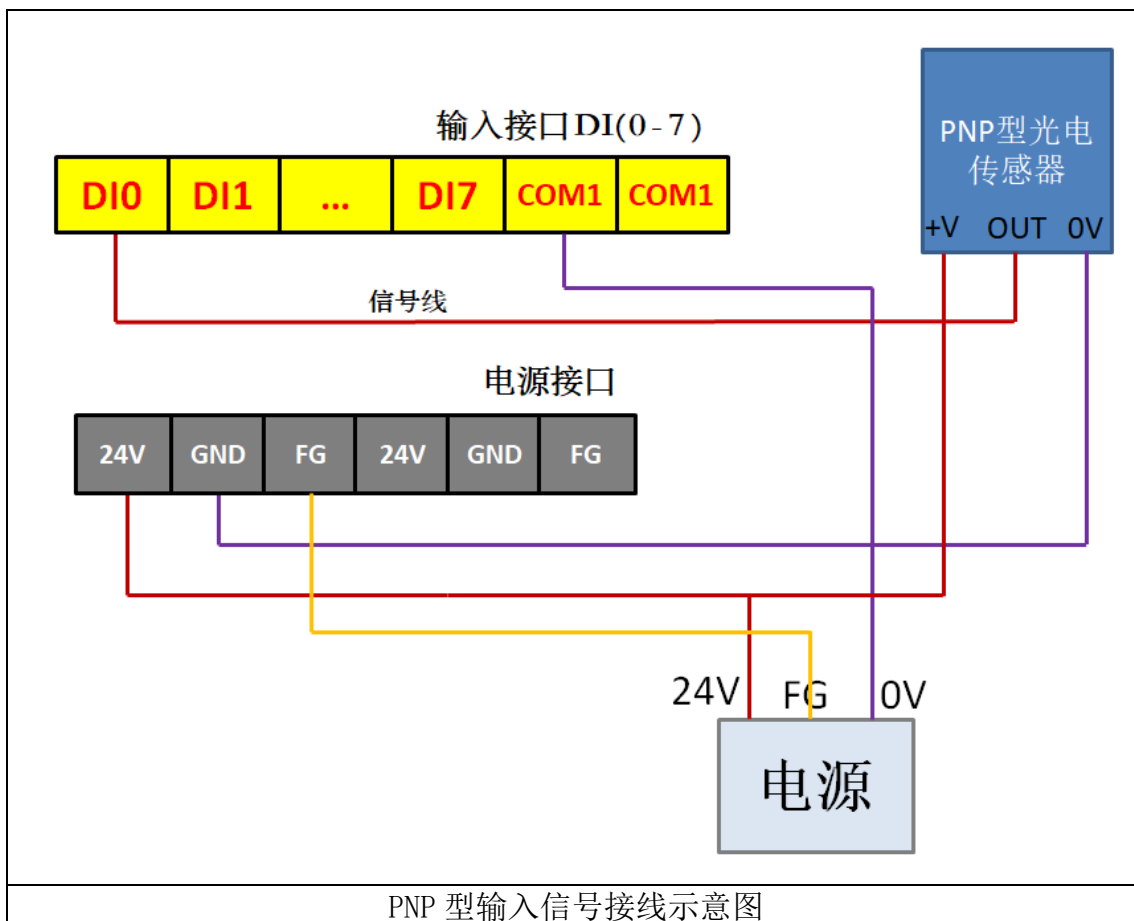 输入接口DI(0-7)
DI0 DI1 ... DI7 COM1 COM1
PNP型光电
传感器
+V OUT 0V
信号线
电源接口
24V GND FG 24V GND FG
24V FG 0V
电源
PNP 型输入信号接线示意图